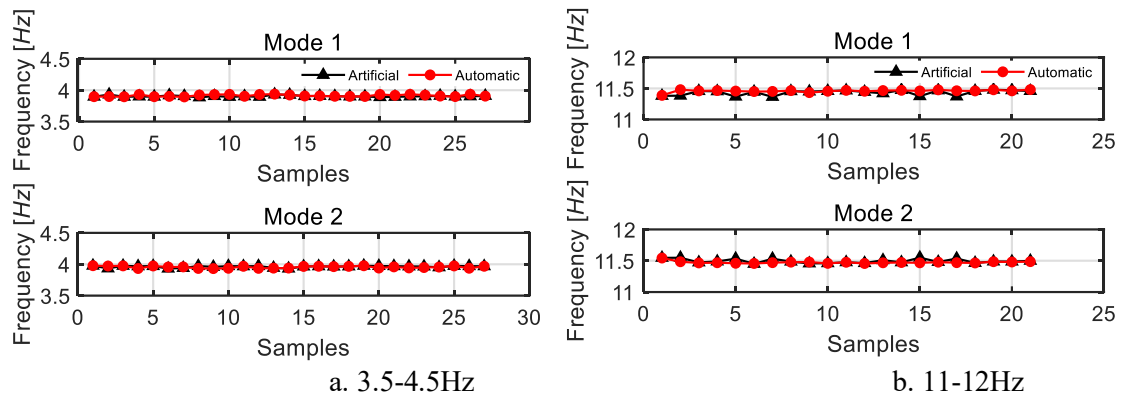 Mode 1
Frequency [Hz]
4.5
4
3.5
Artificial
Automatic
0 5 10 15 20 25 30
Samples
Mode 2
Frequency [Hz]
4.5
4
3.5
0 5 10 15 20 25 30
Samples
a. 3.5-4.5Hz
Mode 1
Frequency [Hz]
12
11.5
11
Artificial
Automatic
0 5 10 15 20 25
Samples
Mode 2
Frequency [Hz]
12
11.5
11
0 5 10 15 20 25
Samples
b. 11-12Hz